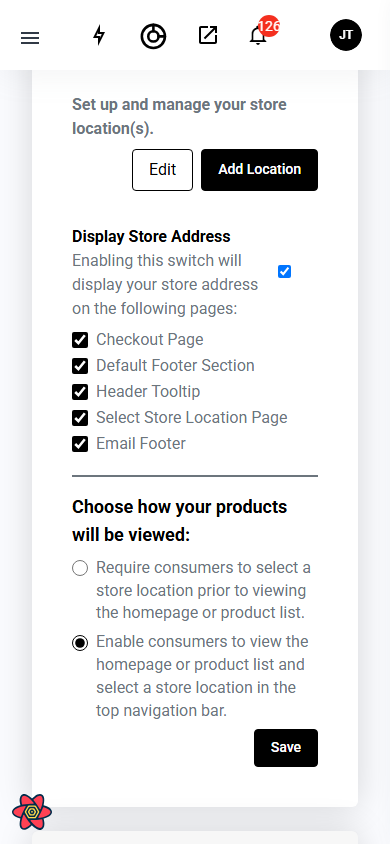 126
JT
Set up and manage your store
location(s).
Edit
Add Location
Display Store Address
Enabling this switch will
display your store address
on the following pages:
Checkout Page
Default Footer Section
Header Tooltip
Select Store Location Page
Email Footer
Choose how your products
will be viewed:
Require consumers to select a
store location prior to viewing
the homepage or product list.
Enable consumers to view the
homepage or product list and
select a store location in the
top navigation bar.
Save